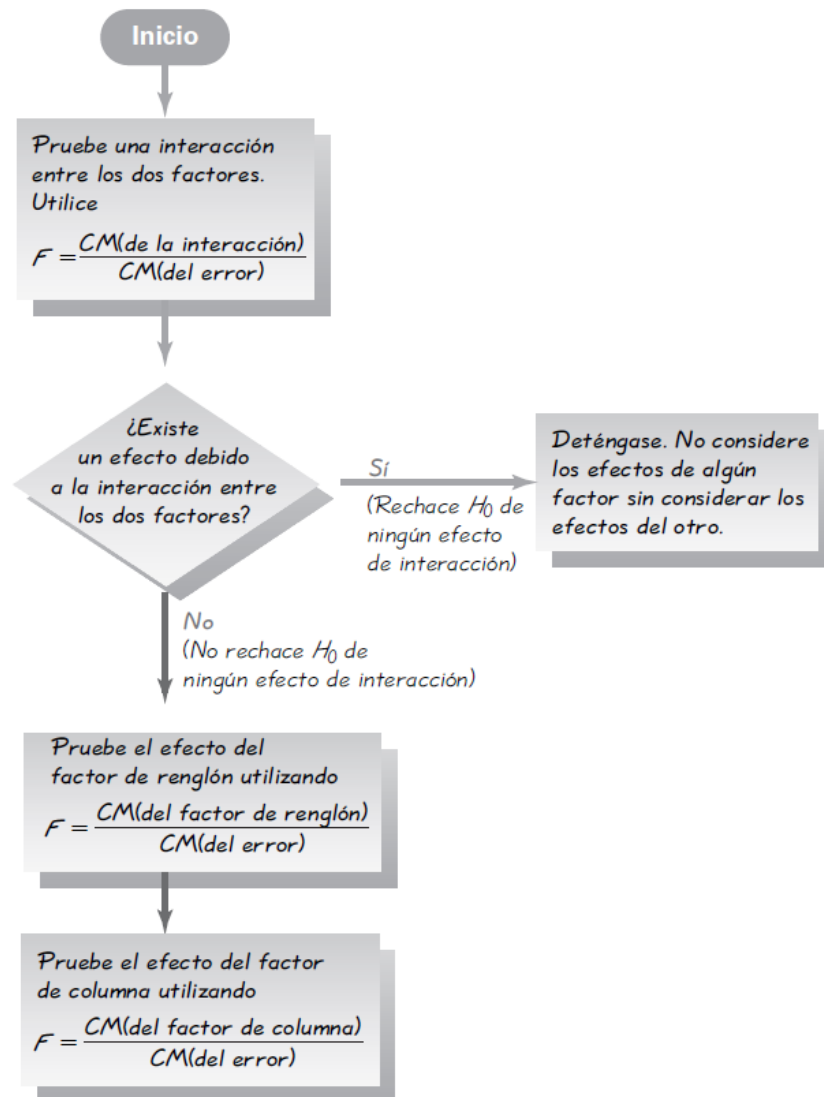 Inicio
Pruebe una interacción
entre los dos factores.
Utilice
F = CM(de la interacción)
CM(del error)
¿Existe
un efecto debido
a la interacción entre
los dos factores?
Sí
(Rechace H0 de
ningún efecto
de interacción)
Deténgase. No considere
los efectos de algún
factor sin considerar los
efectos del otro.
No
(No rechace H0 de
ningún efecto de interacción)
Pruebe el efecto del
factor de renglón utilizando
F = CM(del factor de renglón)
CM(del error)
Pruebe el efecto del factor
de columna utilizando
F = CM(del factor de columna)
CM(del error)